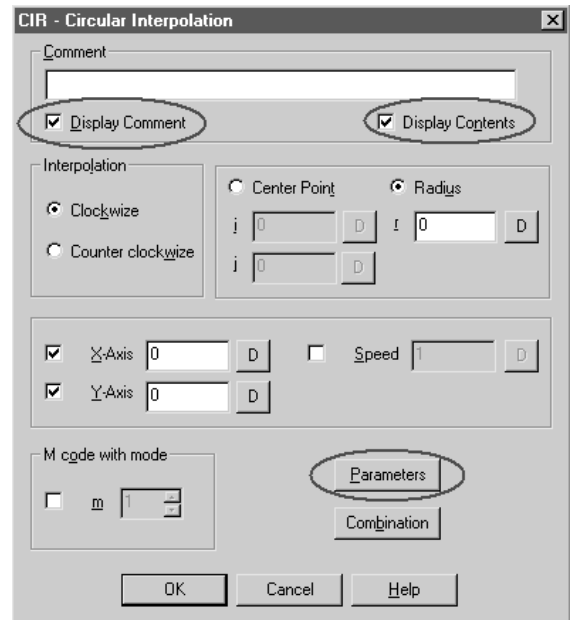 CIR - Circular Interpolation
Comment
Display Comment Display Contents
Interpolation
Clockwize
Counter clockwize
Center Point Radius
i 0 D r 0 D
j 0 D
X-Axis 0 D Speed 1 D
Y-Axis 0 D
M code with mode
m 1
Parameters
Combination
OK Cancel Help